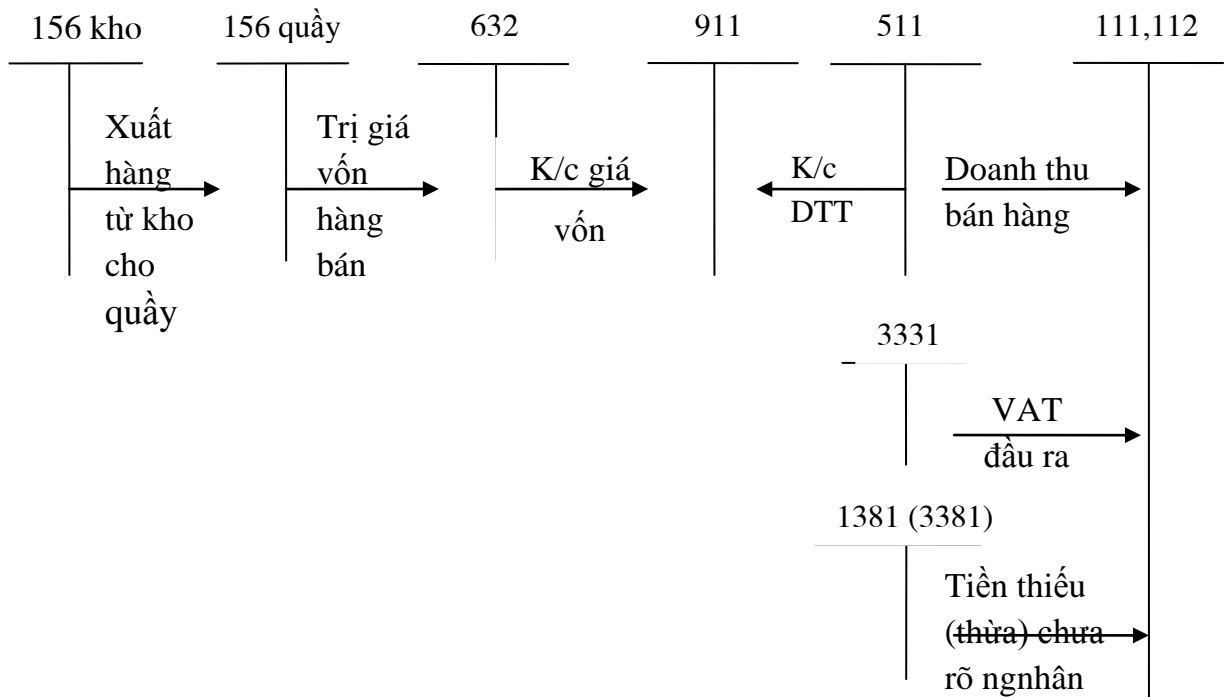 156 kho
156 quầy
632
911
511
111,112
Xuất
hàng
từ kho
cho
quầy
Trị giá
vốn
hàng
bán
K/c giá
vốn
K/c
DTT
Doanh thu
bán hàng
3331
VAT
đầu ra
1381 (3381)
Tiền thiếu
(thừa) chưa
rõ ngnhân